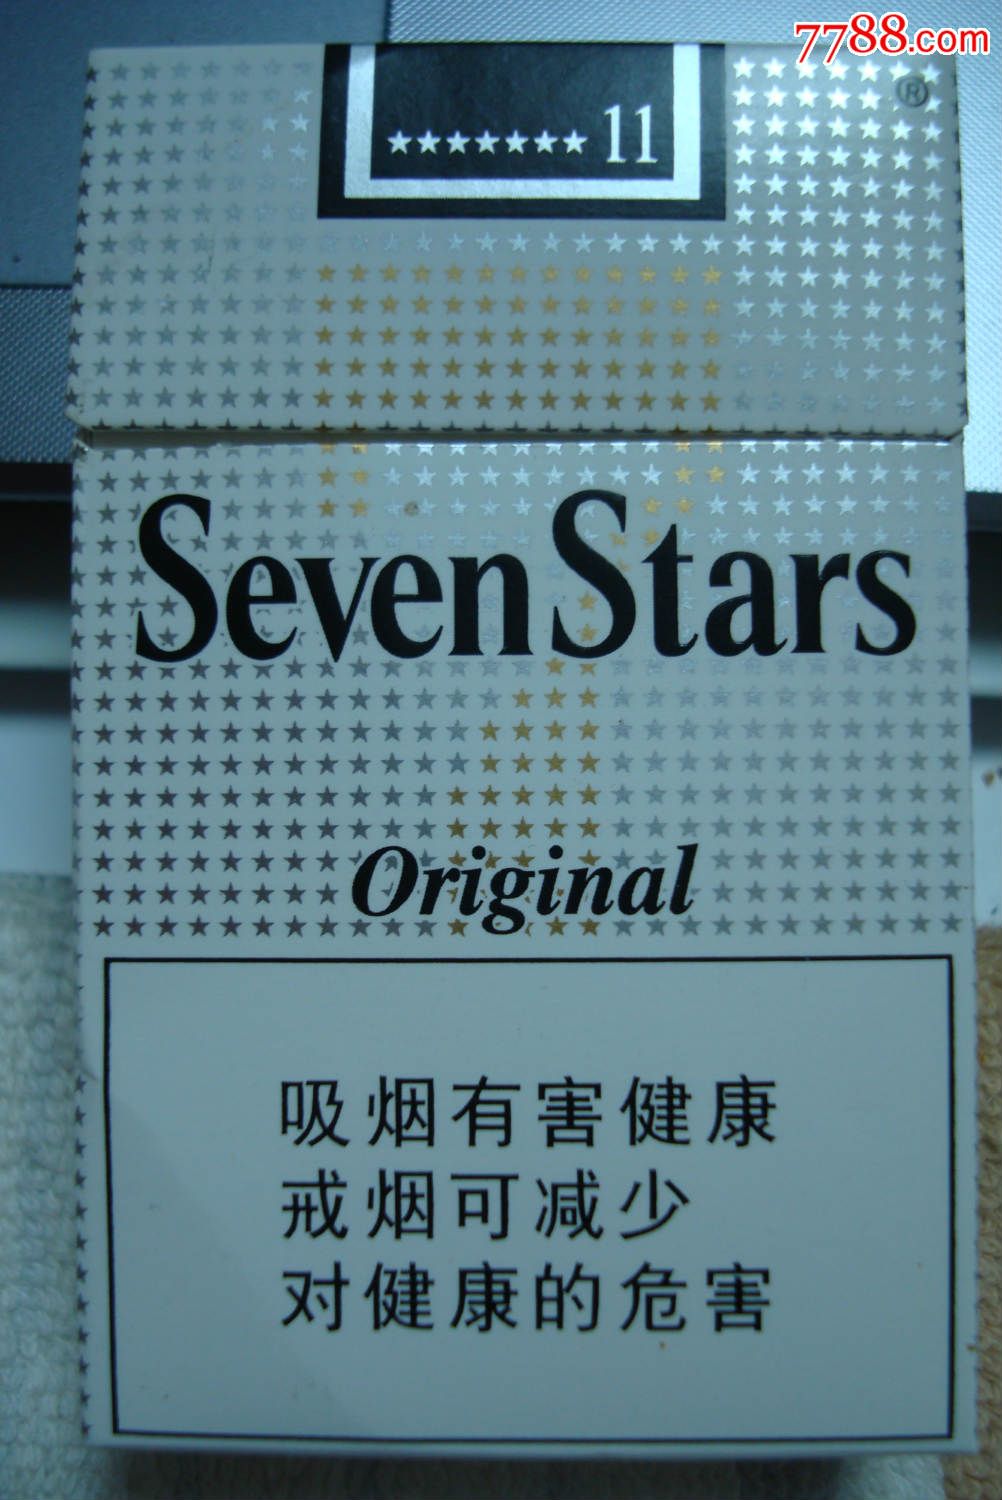 7788.com
®
★★★★★★★ 11
Seven Stars
Original
吸烟有害健康
戒烟可减少
对健康的危害